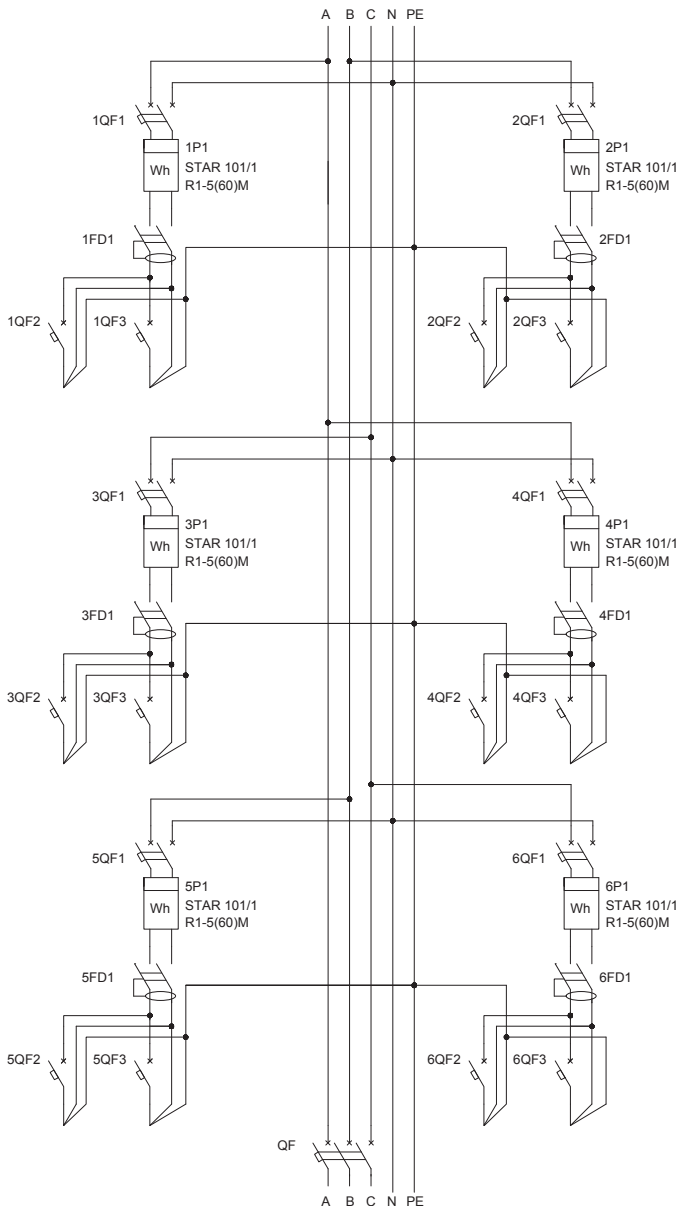 A B C N PE
1QF1
2QF1
1P1
STAR 101/1
R1-5(60)M
Wh
2P1
STAR 101/1
R1-5(60)M
Wh
1FD1
2FD1
1QF2 1QF3 2QF2 2QF3
3QF1
4QF1
3P1
STAR 101/1
R1-5(60)M
Wh
4P1
STAR 101/1
R1-5(60)M
Wh
3FD1
4FD1
3QF2 3QF3 4QF2 4QF3
5QF1
6QF1
5P1
STAR 101/1
R1-5(60)M
Wh
6P1
STAR 101/1
R1-5(60)M
Wh
5FD1
6FD1
5QF2 5QF3 6QF2 6QF3
QF
A B C N PE